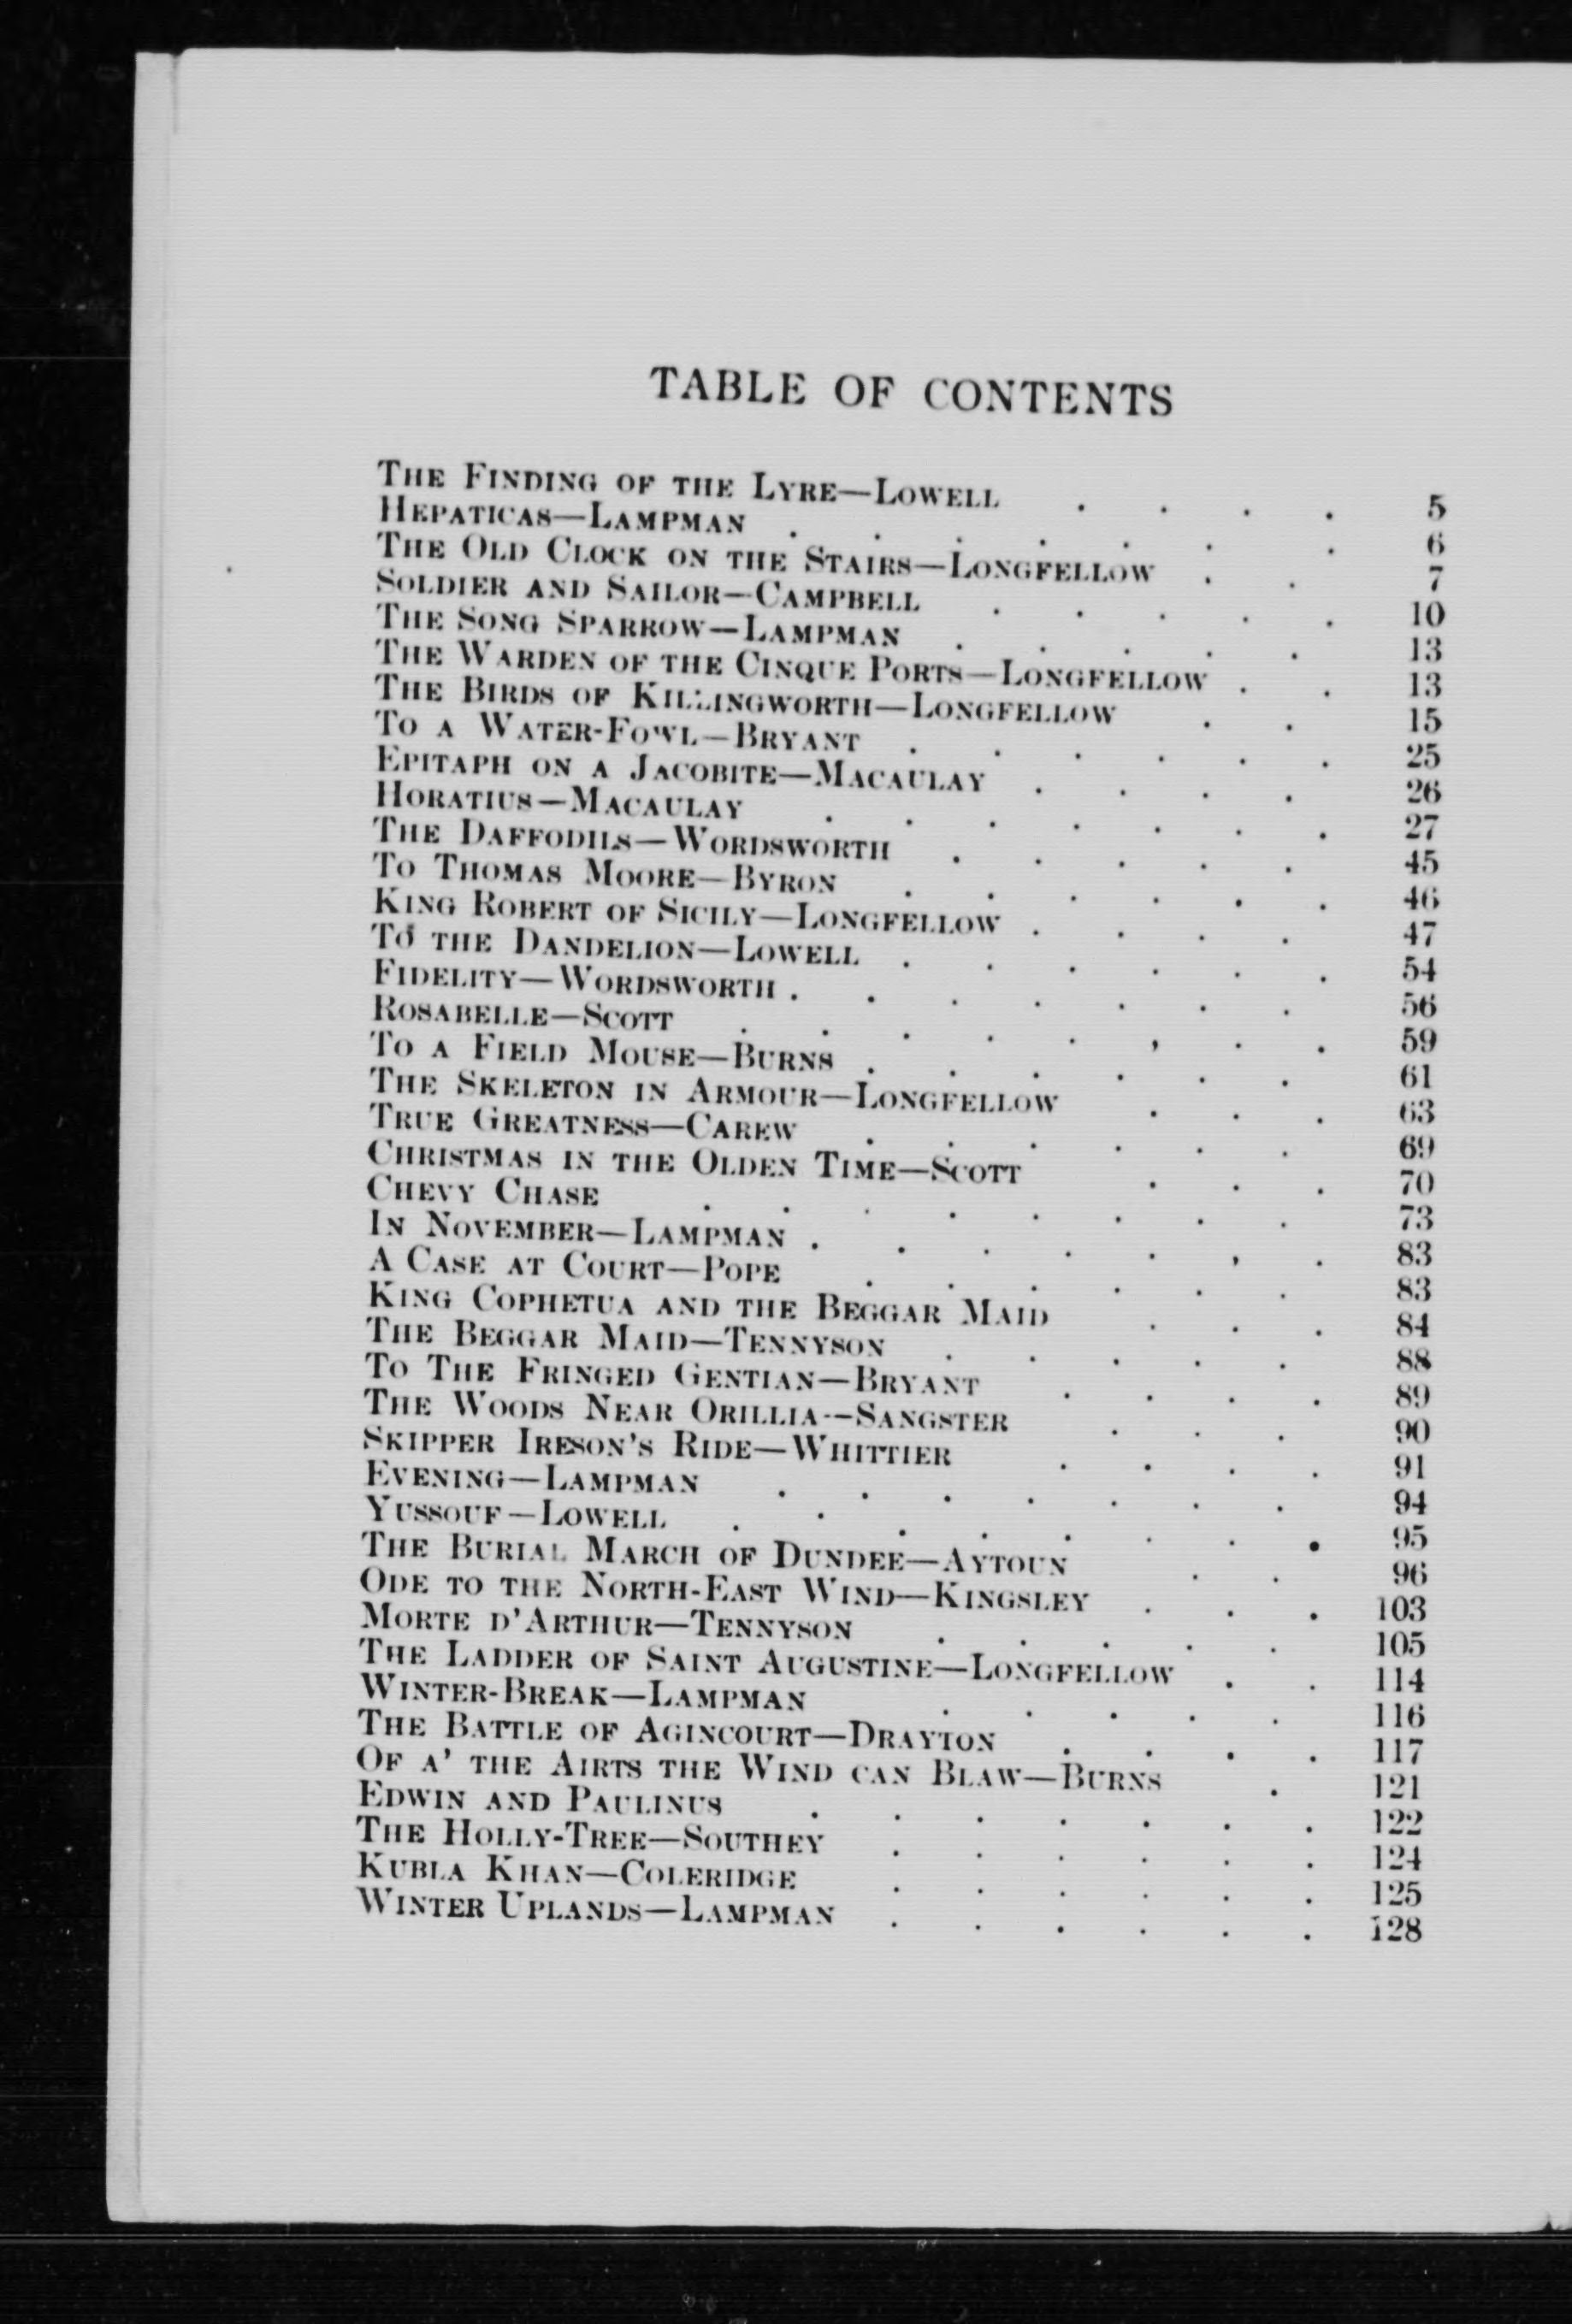 TABLE OF CONTENTS
THE FINDING OF THE LYRE—LOWELL . . . . 5
HEPATICAS—LAMPMAN . . . . . . . 6
THE OLD CLOCK ON THE STAIRS—LONGFELLOW . . 7
SOLDIER AND SAILOR—CAMPBELL . . . . . 10
THE SONG SPARROW—LAMPMAN . . . . . 13
THE WARDEN OF THE CINQUE PORTS—LONGFELLOW . . 13
THE BIRDS OF KILLINGWORTH—LONGFELLOW . . 15
TO A WATER-FOWL—BRYANT . . . . . . 25
EPITAPH ON A JACOBITE—MACAULAY . . . . 26
HORATIUS—MACAULAY . . . . . . . 27
THE DAFFODILS—WORDSWORTH . . . . . 45
TO THOMAS MOORE—BYRON . . . . . . 46
KING ROBERT OF SICILY—LONGFELLOW . . . . 47
TO THE DANDELION—LOWELL . . . . . . 54
FIDELITY—WORDSWORTH . . . . . . . 56
ROSABELLE—SCOTT . . . . . , . . 59
TO A FIELD MOUSE—BURNS . . . . . . 61
THE SKELETON IN ARMOUR—LONGFELLOW . . . 63
TRUE GREATNESS—CAREW . . . . . . 69
CHRISTMAS IN THE OLDEN TIME—SCOTT . . . 70
CHEVY CHASE . . . . . . . . 73
IN NOVEMBER—LAMPMAN . . . . . , . 83
A CASE AT COURT—POPE . . . . . . 83
KING COPHETUA AND THE BEGGAR MAID . . . 84
THE BEGGAR MAID—TENNYSON . . . . . 88
TO THE FRINGED GENTIAN—BRYANT . . . . 89
THE WOODS NEAR ORILLIA—SANGSTER . . . 90
SKIPPER IRESON'S RIDE—WHITTIER . . . . 91
EVENING—LAMPMAN . . . . . . . 94
YUSSOUF—LOWELL . . . . . . . . 95
THE BURIAL MARCH OF DUNDEE—AYTOUN . . 96
ODE TO THE NORTH-EAST WIND—KINGSLEY . . . 103
MORTE D'ARTHUR—TENNYSON . . . . . 105
THE LADDER OF SAINT AUGUSTINE—LONGFELLOW . . 114
WINTER-BREAK—LAMPMAN . . . . . 116
THE BATTLE OF AGINCOURT—DRAYTON . . . . 117
OF A' THE AIRTS THE WIND CAN BLAW—BURNS . 121
EDWIN AND PAULINUS . . . . . . . 122
THE HOLLY-TREE—SOUTHEY . . . . . . 124
KUBLA KHAN—COLERIDGE . . . . . . 125
WINTER UPLANDS—LAMPMAN . . . . . . 128